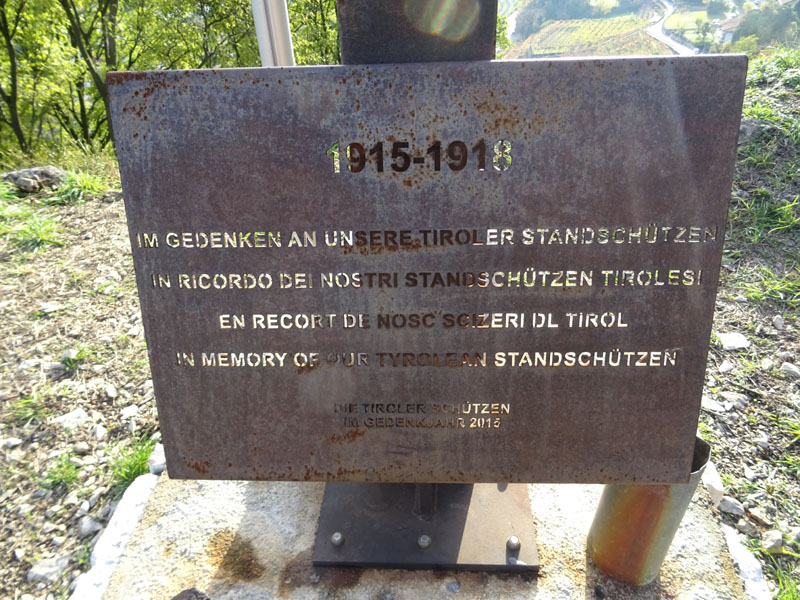 1915-1918
IM GEDENKEN AN UNSERE TIROLER STANDSCHÜTZEN
IN RICORDO DEI NOSTRI STANDSCHÜTZEN TIROLESI
EN RECORT DE NOSC SCIZERI DL TIROL
IN MEMORY OF OUR TYROLEAN STANDSCHÜTZEN
DIE TIROLER SCHÜTZEN
IM GEDENKJAHR 2015